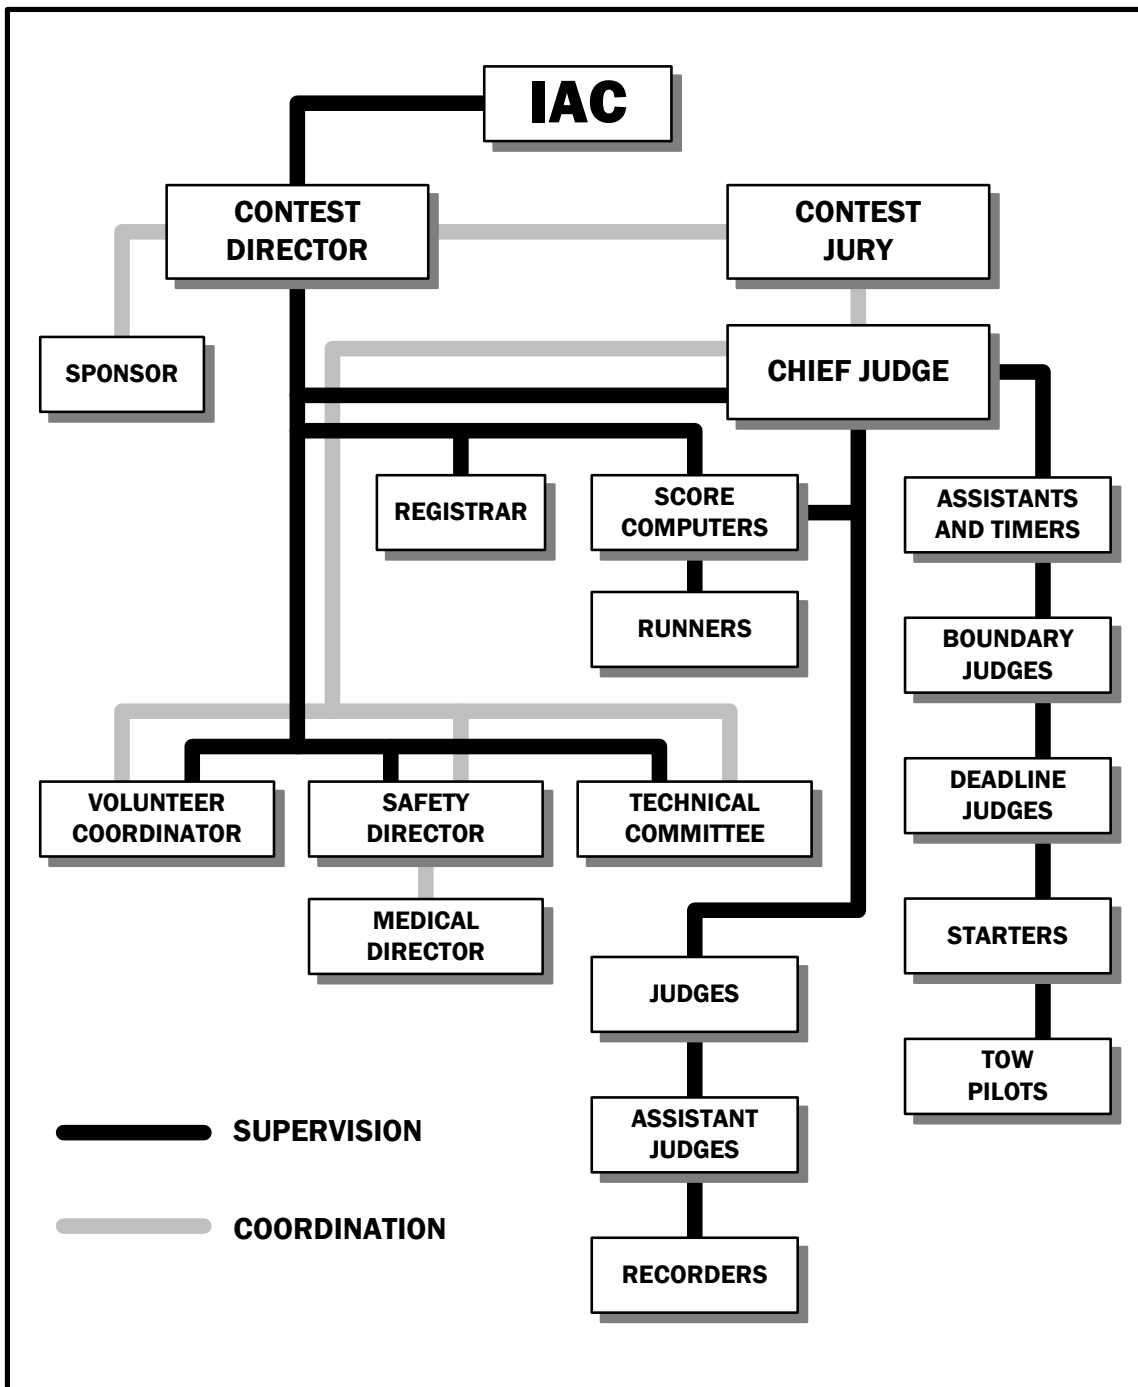 IAC
CONTEST
DIRECTOR
CONTEST
JURY
SPONSOR
CHIEF JUDGE
REGISTRAR
SCORE
COMPUTERS
ASSISTANTS
AND TIMERS
RUNNERS
BOUNDARY
JUDGES
VOLUNTEER
COORDINATOR
SAFETY
DIRECTOR
TECHNICAL
COMMITTEE
DEADLINE
JUDGES
MEDICAL
DIRECTOR
STARTERS
JUDGES
TOW
PILOTS
ASSISTANT
JUDGES
SUPERVISION
COORDINATION
RECORDERS